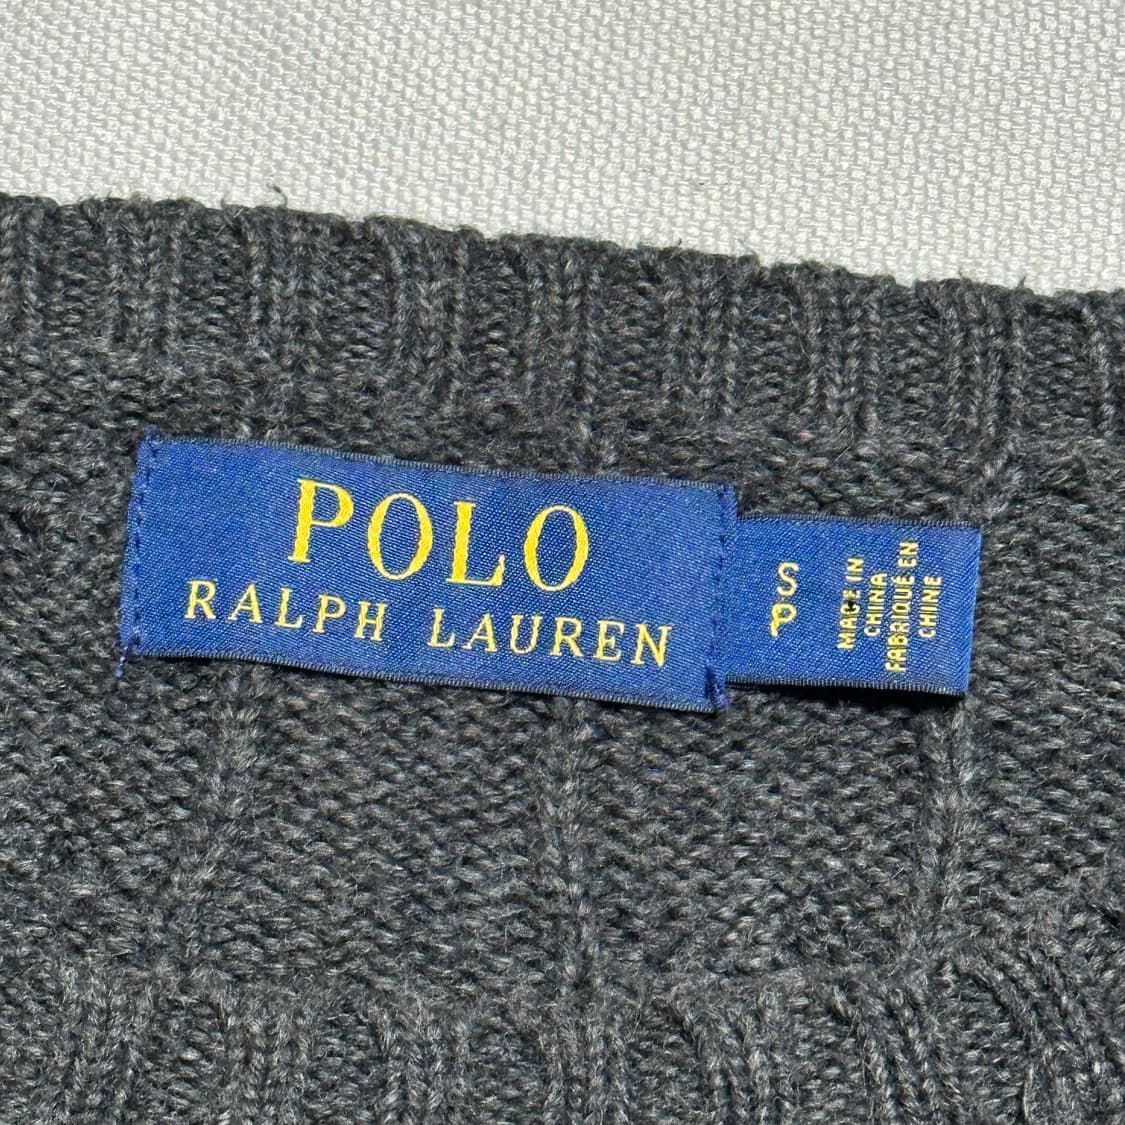 POLO
RALPH LAUREN
S
P
MADE IN
CHINA
FABRIQUÉ EN
CHINE